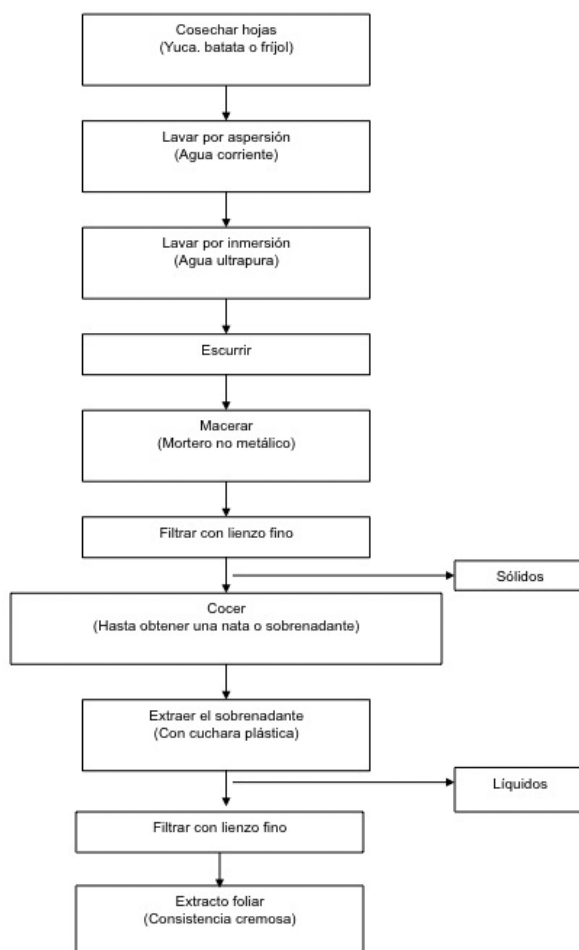 Cosechar hojas
(Yuca. batata o fríjol)
Lavar por aspersión
(Agua corriente)
Lavar por inmersión
(Agua ultrapura)
Escurrir
Macerar
(Mortero no metálico)
Filtrar con lienzo fino
Sólidos
Cocer
(Hasta obtener una nata o sobrenadante)
Extraer el sobrenadante
(Con cuchara plástica)
Líquidos
Filtrar con lienzo fino
Extracto foliar
(Consistencia cremosa)